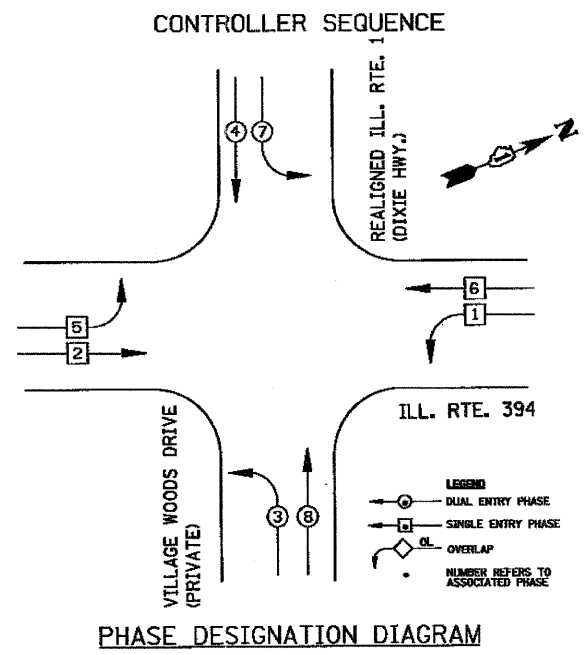 CONTROLLER SEQUENCE
REALIGNED ILL. RTE. 1
(DIXIE HWY.)
N
4
7
6
1
5
2
ILL. RTE. 394
VILLAGE WOODS DRIVE
(PRIVATE)
3
8
LEGEND
DUAL ENTRY PHASE
SINGLE ENTRY PHASE
OL
OVERLAP
NUMBER REFERS TO
ASSOCIATED PHASE
PHASE DESIGNATION DIAGRAM